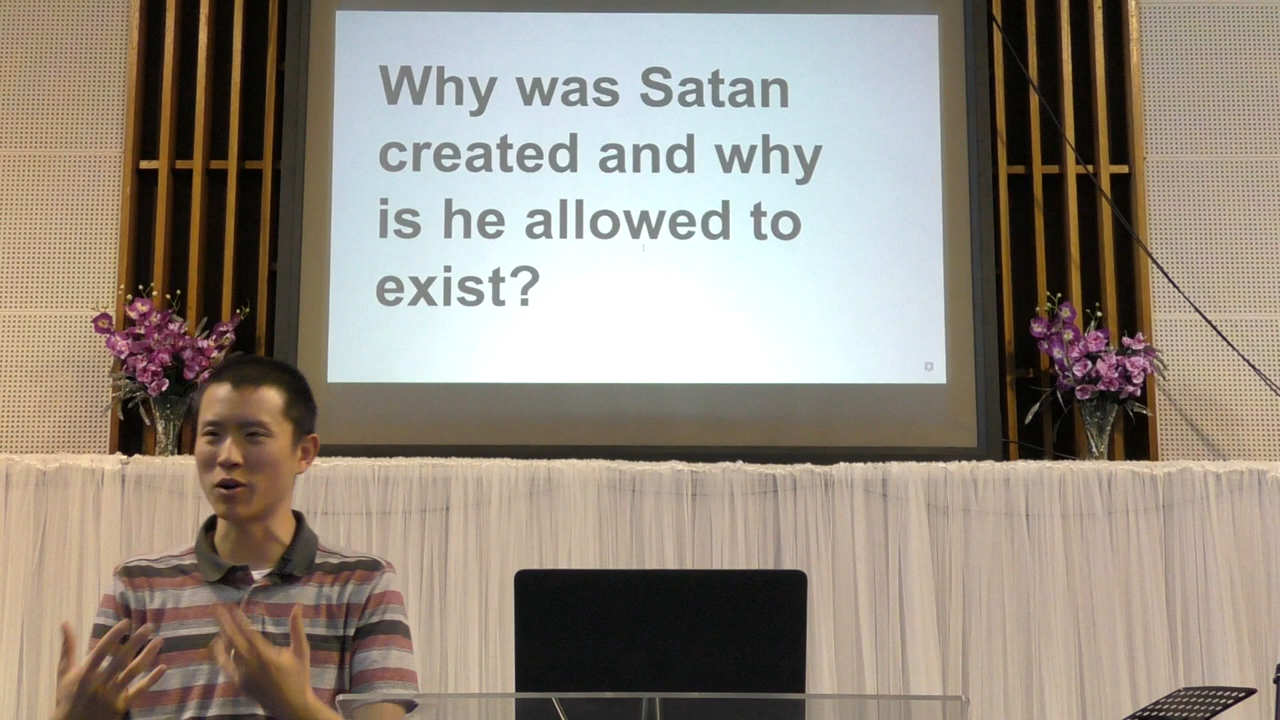 Why was Satan
created and why
is he allowed to
exist?